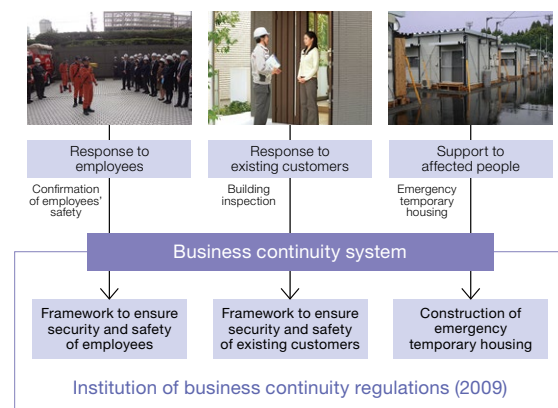 Response to
employees
Response to
existing customers
Support to
affected people
Confirmation
of employees'
safety
Building
inspection
Emergency
temporary
housing
Business continuity system
Framework to ensure
security and safety
of employees
Framework to ensure
security and safety
of existing customers
Construction of
emergency
temporary housing
Institution of business continuity regulations (2009)